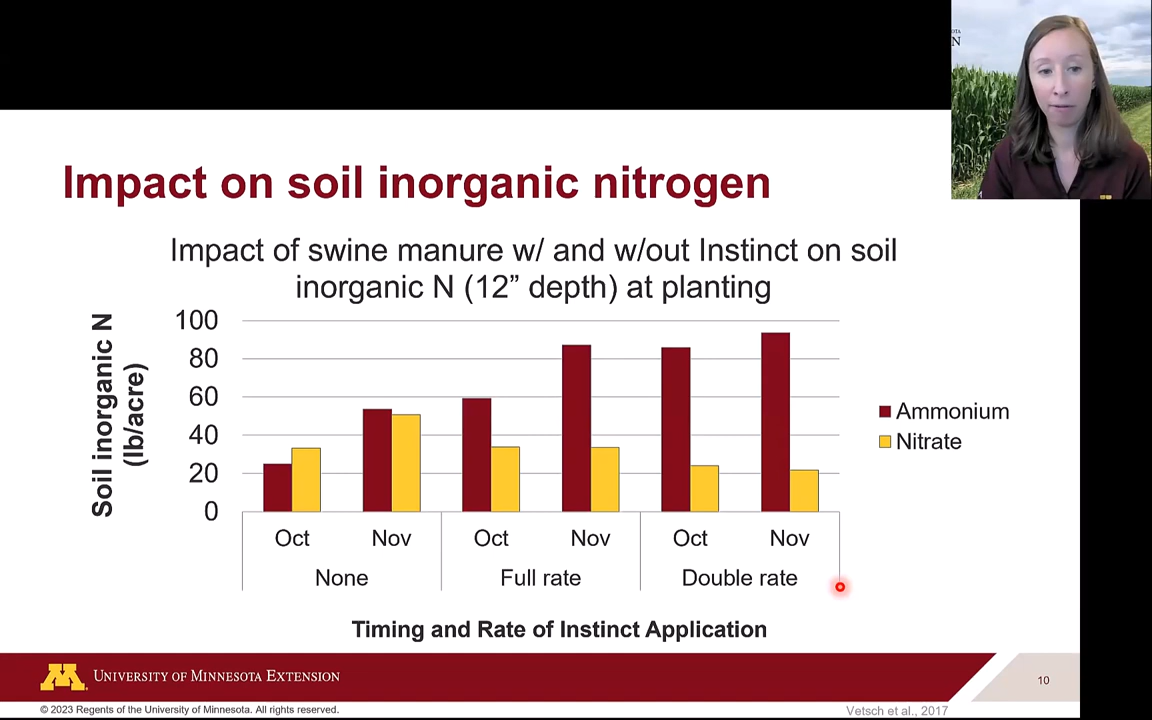 N
Impact on soil inorganic nitrogen
Impact of swine manure w/ and w/out Instinct on soil
inorganic N (12” depth) at planting
Soil inorganic N
(lb/acre)
100
80
60
40
20
0
Ammonium
Nitrate
Oct Nov Oct Nov Oct Nov
None Full rate Double rate
Timing and Rate of Instinct Application
M UNIVERSITY OF MINNESOTA EXTENSION
10
© 2023 Regents of the University of Minnesota. All rights reserved.
Vetsch et al., 2017